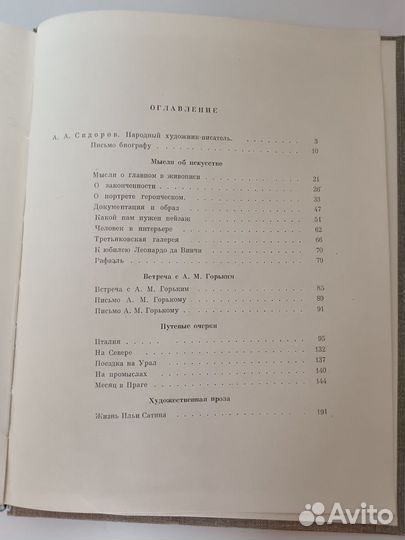 ОГЛАВЛЕНИЕ
А. А. Сидоров. Народный художник-писатель. 3
Письмо биографу 10
Мысли об искусстве
Мысли о главном в живописи 21
О законченности 26
О портрете героическом. 33
Документация и образ 47
Какой нам нужен пейзаж 51
Человек в интерьере 62
Третьяковская галерея 66
К юбилею Леонардо да Винчи 70
Рафаэль 79
Встреча с А. М. Горьким
Встреча с А. М. Горьким 85
Письмо А. М. Горькому 89
Письмо А. М. Горькому 91
Путевые очерки
Италия 95
На Севере 132
Поездка на Урал 137
На промыслах 140
Месяц в Праге 144
Художественная проза
Жизнь Ильи Сатина 191
Avito